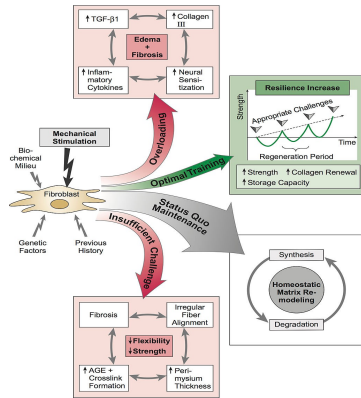 ↑ TGF-β1
↑ Collagen
III
Edema
+
Fibrosis
↑ Inflam-
matory
Cytokines
↑ Neural
Sensi-
tization
Mechanical
Stimulation
Bio-
chemical
Milieu
Fibroblast
Genetic
Factors
Previous
History
Overloading
Optimal Training
Status Quo
Maintenance
Insufficient
Challenge
Resilience Increase
Strength
Appropriate Challenges
Time
Regeneration Period
↑ Strength ↑ Collagen Renewal
↑ Storage Capacity
Synthesis
Homeostatic
Matrix Re-
modeling
Degradation
Fibrosis
Irregular
Fiber
Alignment
↓ Flexibility
↓ Strength
↑ AGE +
Crosslink
Formation
↑ Peri-
mysium
Thickness